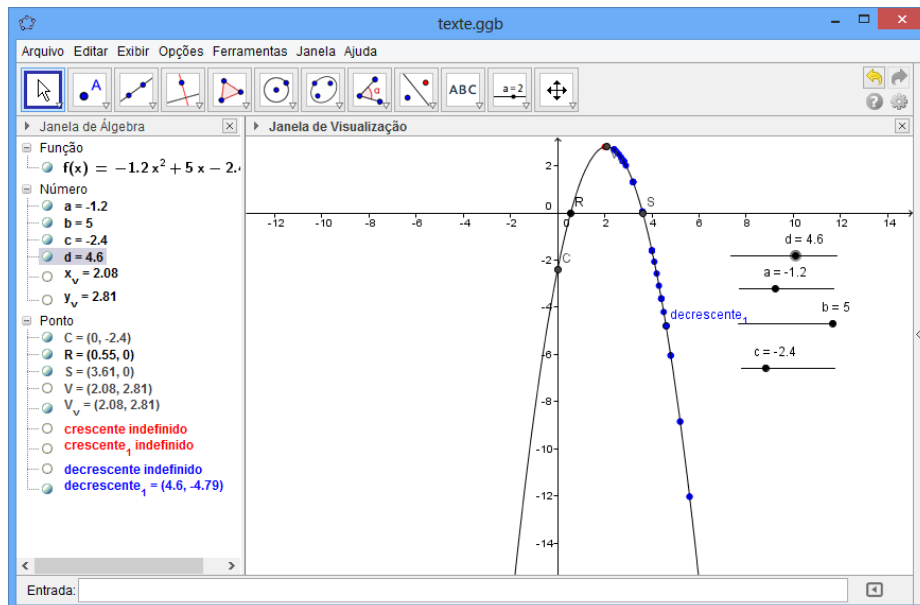 texte.ggb
Arquivo Editar Exibir Opções Ferramentas Janela Ajuda
A
α
ABC
a=2
Janela de Álgebra
Função
f(x) = −1.2 x² + 5 x − 2.
Número
a = -1.2
b = 5
c = -2.4
d = 4.6
xᵥ = 2.08
yᵥ = 2.81
Ponto
C = (0, -2.4)
R = (0.55, 0)
S = (3.61, 0)
V = (2.08, 2.81)
Vᵥ = (2.08, 2.81)
crescente indefinido
crescente₁ indefinido
decrescente indefinido
decrescente₁ = (4.6, -4.79)
Janela de Visualização
2
0
-2
-4
-6
-8
-10
-12
-14
-12 -10 -8 -6 -4 -2 0 2 4 6 8 10 12 14
R
S
C
decrescente₁
d = 4.6
a = -1.2
b = 5
c = -2.4
Entrada: